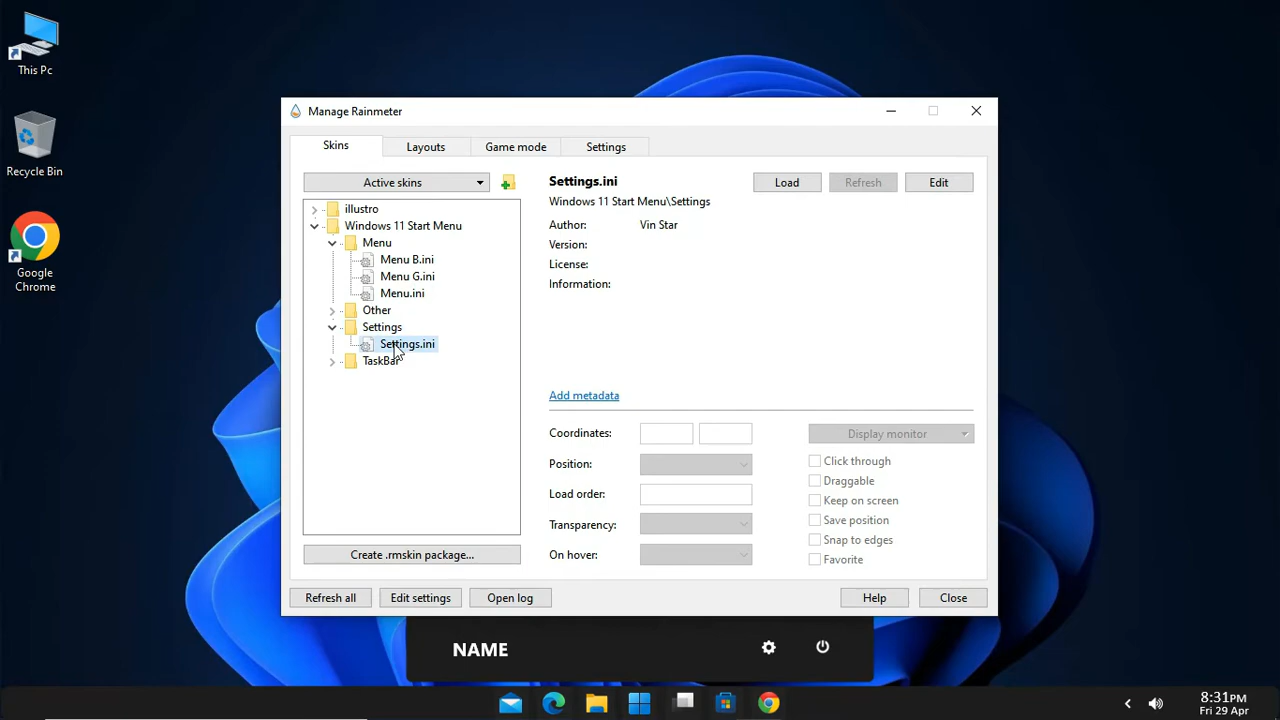 This Pc
Recycle Bin
Google
Chrome
Manage Rainmeter
Skins
Layouts
Game mode
Settings
Active skins
illustro
Windows 11 Start Menu
Menu
Menu B.ini
Menu G.ini
Menu.ini
Other
Settings
Settings.ini
TaskBar
Create .rmskin package...
Settings.ini
Load
Refresh
Edit
Windows 11 Start Menu\Settings
Author: Vin Star
Version:
License:
Information:
Add metadata
Coordinates:
Display monitor
Position:
Click through
Draggable
Load order:
Keep on screen
Transparency:
Save position
Snap to edges
On hover:
Favorite
Refresh all
Edit settings
Open log
Help
Close
NAME
8:31PM
Fri 29 Apr